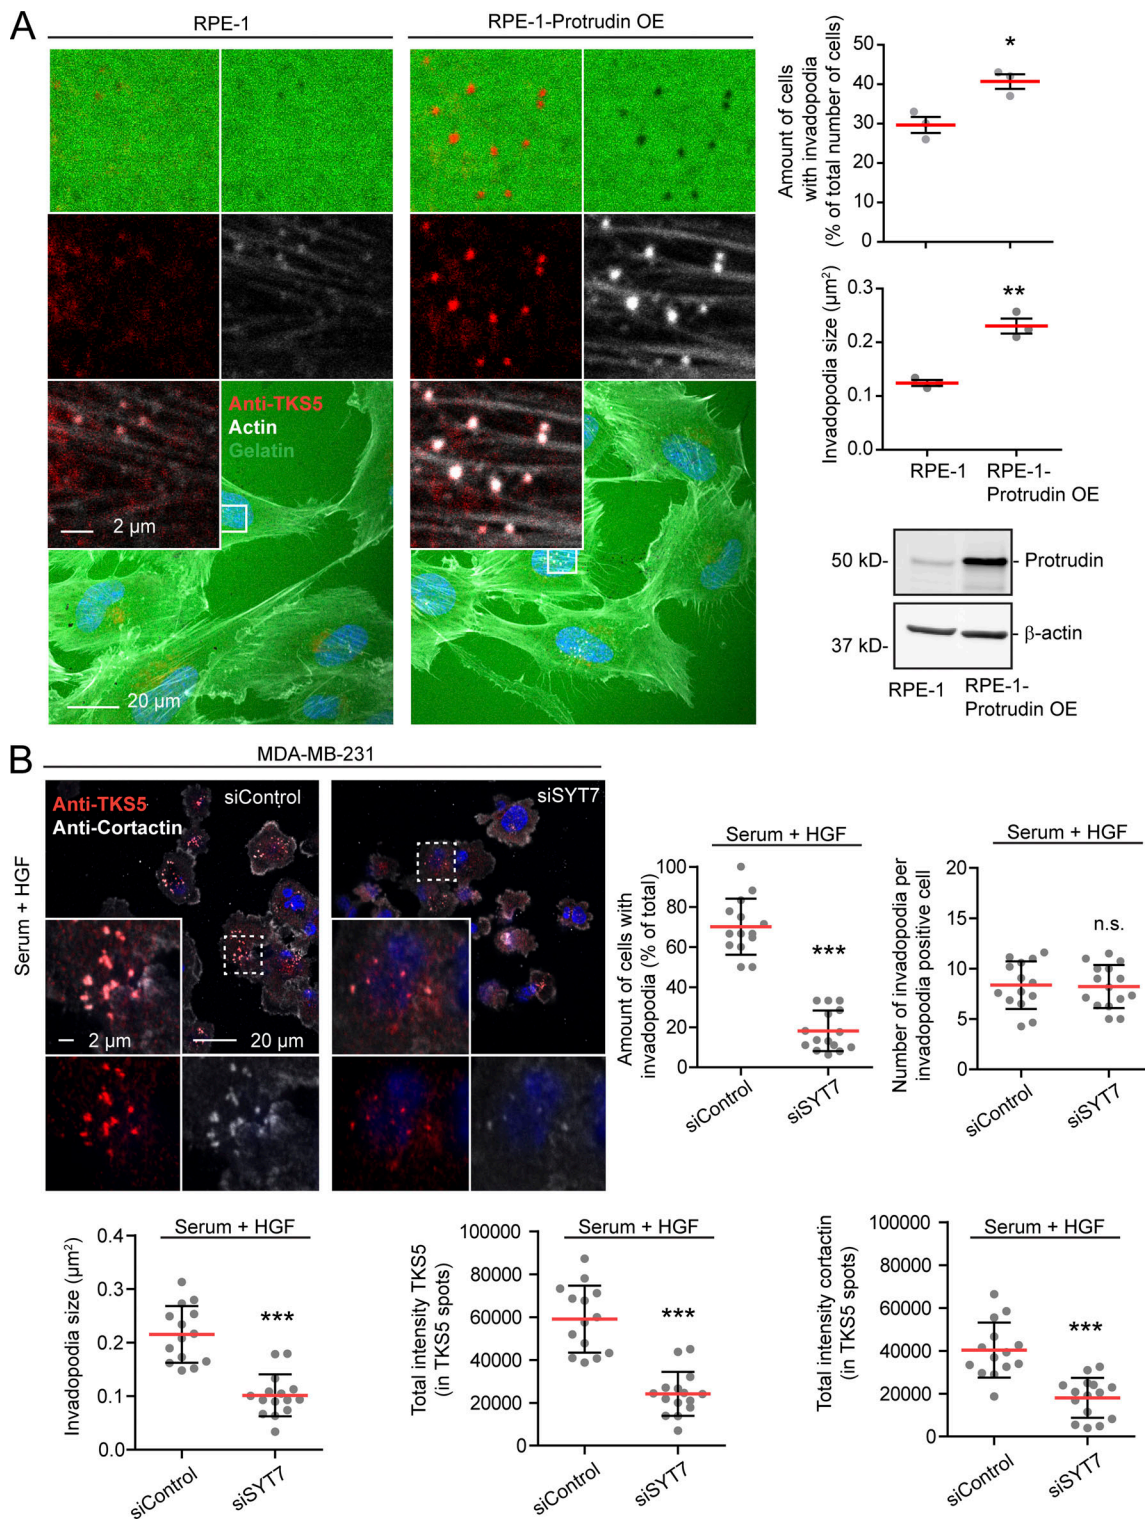 A
RPE-1
RPE-1-Protrudin OE
Anti-TKS5
Actin
Gelatin
2 µm
20 µm
Amount of cells
with invadopodia
(% of total number of cells)
50
40
30
20
10
0
*
Invadopodia size (µm²)
0.3
0.2
0.1
0.0
**
RPE-1
RPE-1-
Protrudin OE
50 kD-
- Protrudin
37 kD-
- β-actin
RPE-1
RPE-1-
Protrudin OE
B
MDA-MB-231
Serum + HGF
Anti-TKS5
Anti-Cortactin
siControl
siSYT7
2 µm
20 µm
Serum + HGF
Amount of cells with
invadopodia (% of total)
100
80
60
40
20
0
***
siControl
siSYT7
Serum + HGF
Number of invadopodia per
invadopodia positive cell
20
15
10
5
0
n.s.
siControl
siSYT7
Serum + HGF
Invadopodia size (µm²)
0.4
0.3
0.2
0.1
0.0
***
siControl
siSYT7
Serum + HGF
Total intensity TKS5
(in TKS5 spots)
100000
80000
60000
40000
20000
0
***
siControl
siSYT7
Serum + HGF
Total intensity cortactin
(in TKS5 spots)
100000
80000
60000
40000
20000
0
***
siControl
siSYT7